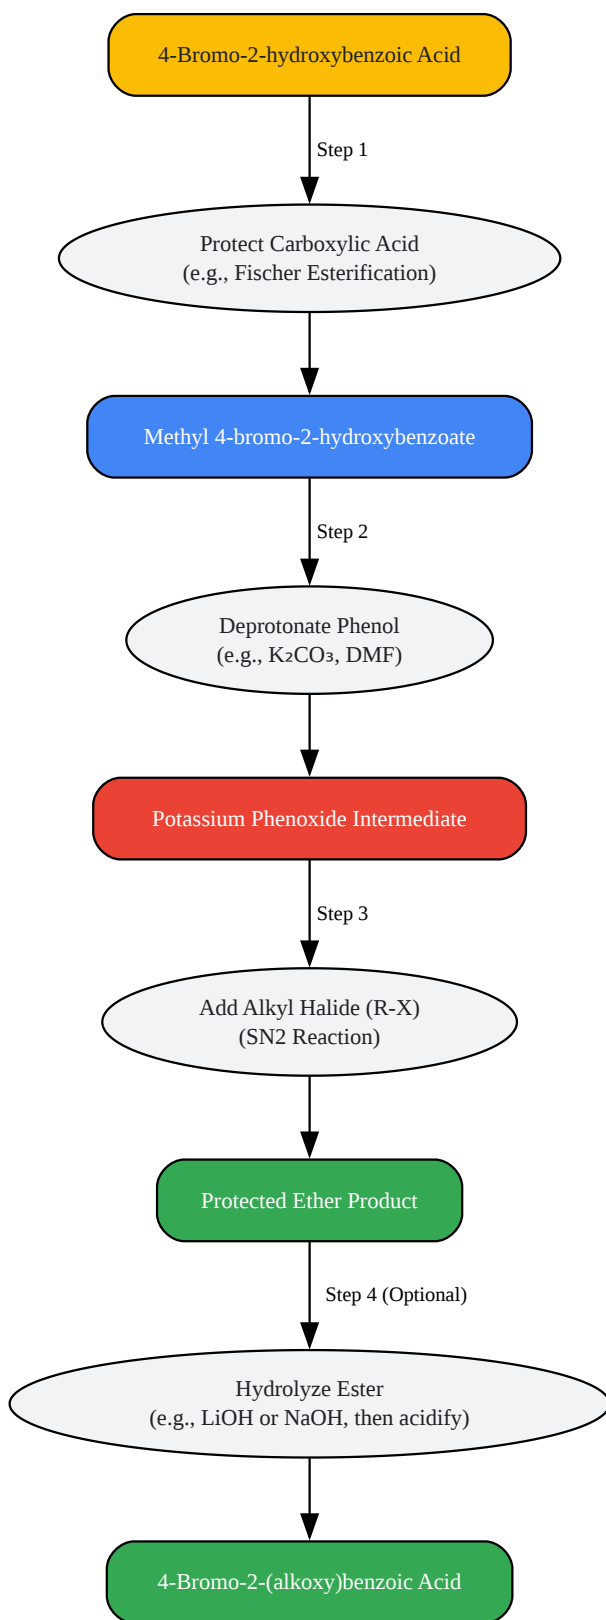 4-Bromo-2-hydroxybenzoic Acid
Step 1
Protect Carboxylic Acid
(e.g., Fischer Esterification)
Methyl 4-bromo-2-hydroxybenzoate
Step 2
Deprotonate Phenol
(e.g., K₂CO₃, DMF)
Potassium Phenoxide Intermediate
Step 3
Add Alkyl Halide (R-X)
(SN2 Reaction)
Protected Ether Product
Step 4 (Optional)
Hydrolyze Ester
(e.g., LiOH or NaOH, then acidify)
4-Bromo-2-(alkoxy)benzoic Acid